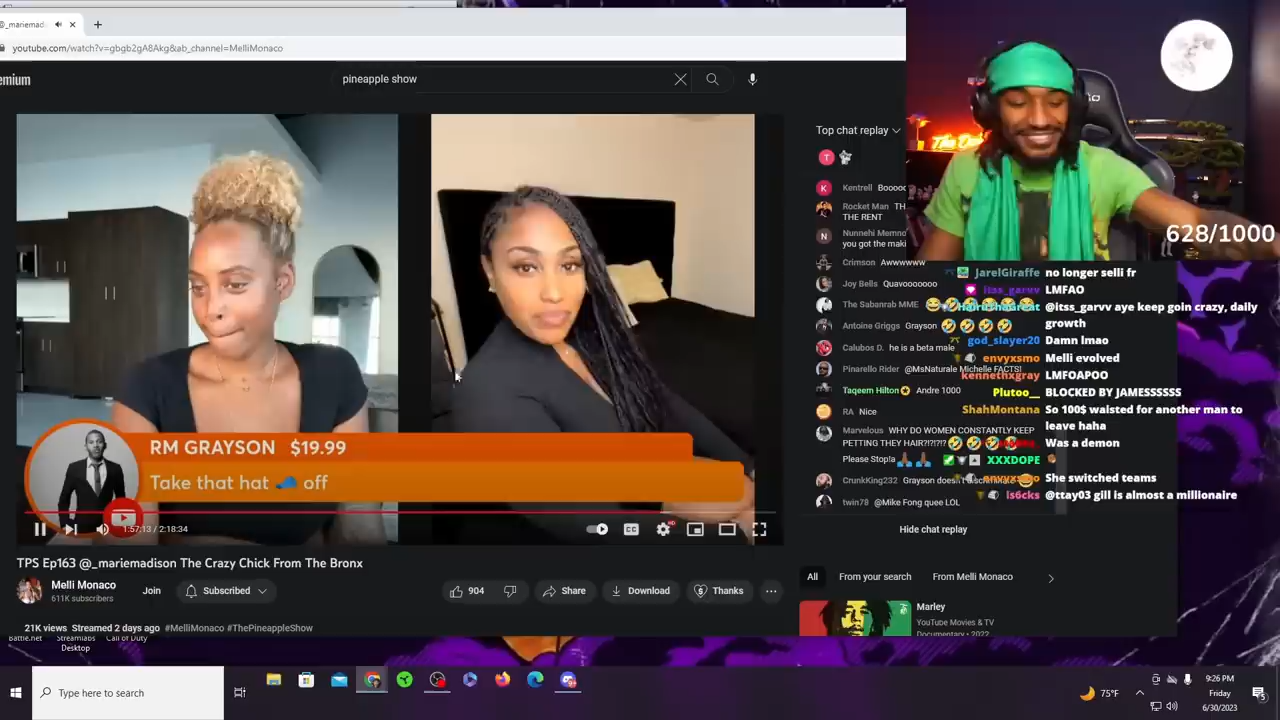 @_mariemadi
youtube.com/watch?v=gbgb2gA8Akg&ab_channel=MelliMonaco
emium
pineapple show
Top chat replay
T
Kentrell Booooo
Rocket Man TH
THE RENT
Nunnehi Memno
you got the maki
Crimson Awwwwww
Joy Bells Quavooooooo
The Sabanrab MME
Antoine Griggs Grayson
Calubos D. he is a beta male
Pinarello Rider @MsNaturale Michelle FACTS!
Taqeem Hilton Andre 1000
RA Nice
Marvelous WHY DO WOMEN CONSTANTLY KEEP
PETTING THEY HAIR?!?!?
Please Stop!a
CrunkKing232 Grayson doesn't
twin78 @Mike Fong quee LOL
Hide chat replay
628/1000
JarelGiraffe no longer selli fr
itss_garvv LMFAO
@itss_garvv aye keep goin crazy, dally
growth
god_slayer20 Damn lmao
envyxsmo Melli evolved
kennethxgray LMFOAPOO
Plutoo__ BLOCKED BY JAMESSSSSS
ShahMontana So 100$ waisted for another man to
leave haha
Was a demon
XXXDOPE
envyxsmo She switched teams
is6cks @ttay03 gill is almost a millionaire
RM GRAYSON $19.99
Take that hat off
1:57:13 / 2:18:34
CC
HD
TPS Ep163 @_mariemadison The Crazy Chick From The Bronx
Melli Monaco
611K subscribers
Join
Subscribed
904
Share
Download
Thanks
21K views Streamed 2 days ago #MelliMonaco #ThePineappleShow
All
From your search
From Melli Monaco
Marley
YouTube Movies & TV
Documentary • 2022
Battle.net
Streamlabs
Desktop
Call of Duty
Type here to search
75°F
9:26 PM
Friday
6/30/2023